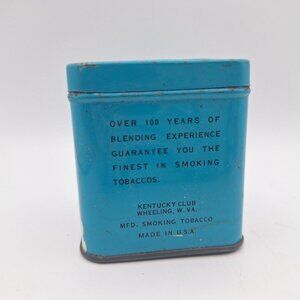 OVER 100 YEARS OF
BLENDING EXPERIENCE
GUARANTEE YOU THE
FINEST IN SMOKING
TOBACCOS.
KENTUCKY CLUB
WHEELING, W. VA.
MFD. SMOKING TOBACCO
MADE IN U.S.A.